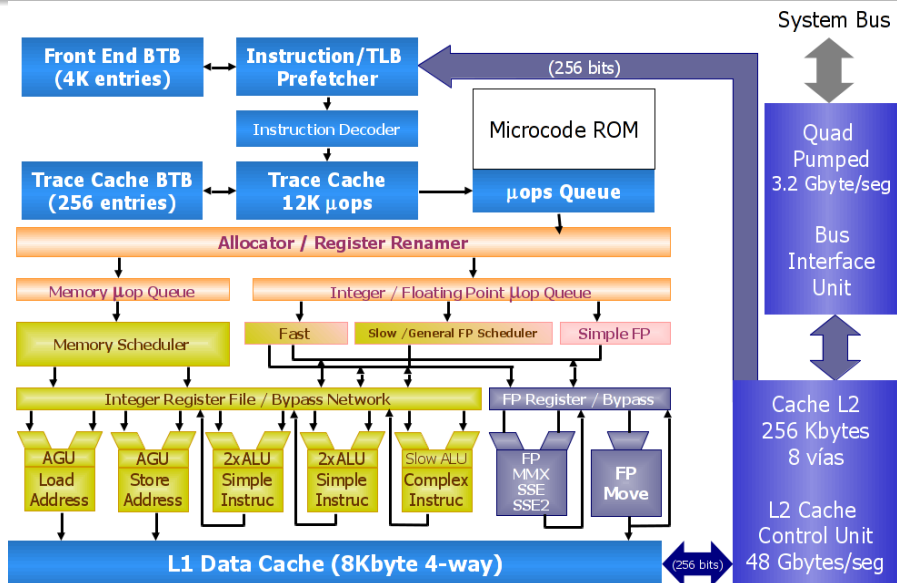 System Bus
Front End BTB
(4K entries)
Instruction/TLB
Prefetcher
(256 bits)
Instruction Decoder
Microcode ROM
Quad
Pumped
3.2 Gbyte/seg
Bus
Interface
Unit
Trace Cache BTB
(256 entries)
Trace Cache
12K μops
μops Queue
Allocator / Register Renamer
Memory μop Queue
Integer / Floating Point μop Queue
Memory Scheduler
Fast
Slow /General FP Scheduler
Simple FP
Integer Register File / Bypass Network
FP Register / Bypass
AGU
Load
Address
AGU
Store
Address
2xALU
Simple
Instruc
2xALU
Simple
Instruc
Slow ALU
Complex
Instruc
FP
MMX
SSE
SSE2
FP
Move
Cache L2
256 Kbytes
8 vías
L2 Cache
Control Unit
48 Gbytes/seg
L1 Data Cache (8Kbyte 4-way)
(256 bits)